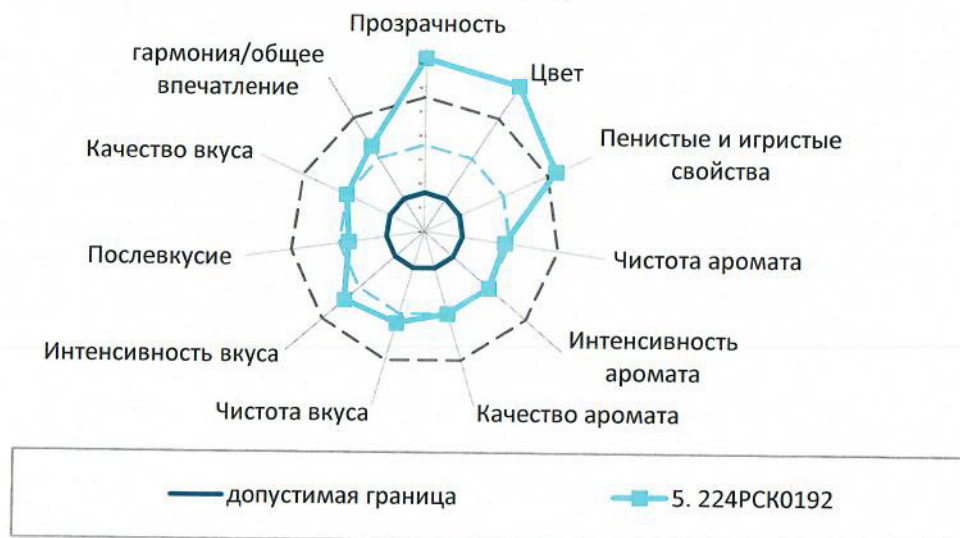 Прозрачность
Цвет
Пенистые и игристые
свойства
Чистота аромата
Интенсивность
аромата
Качество аромата
Чистота вкуса
Интенсивность вкуса
Послевкусие
Качество вкуса
гармония/общее
впечатление
допустимая граница
5. 224РСК0192